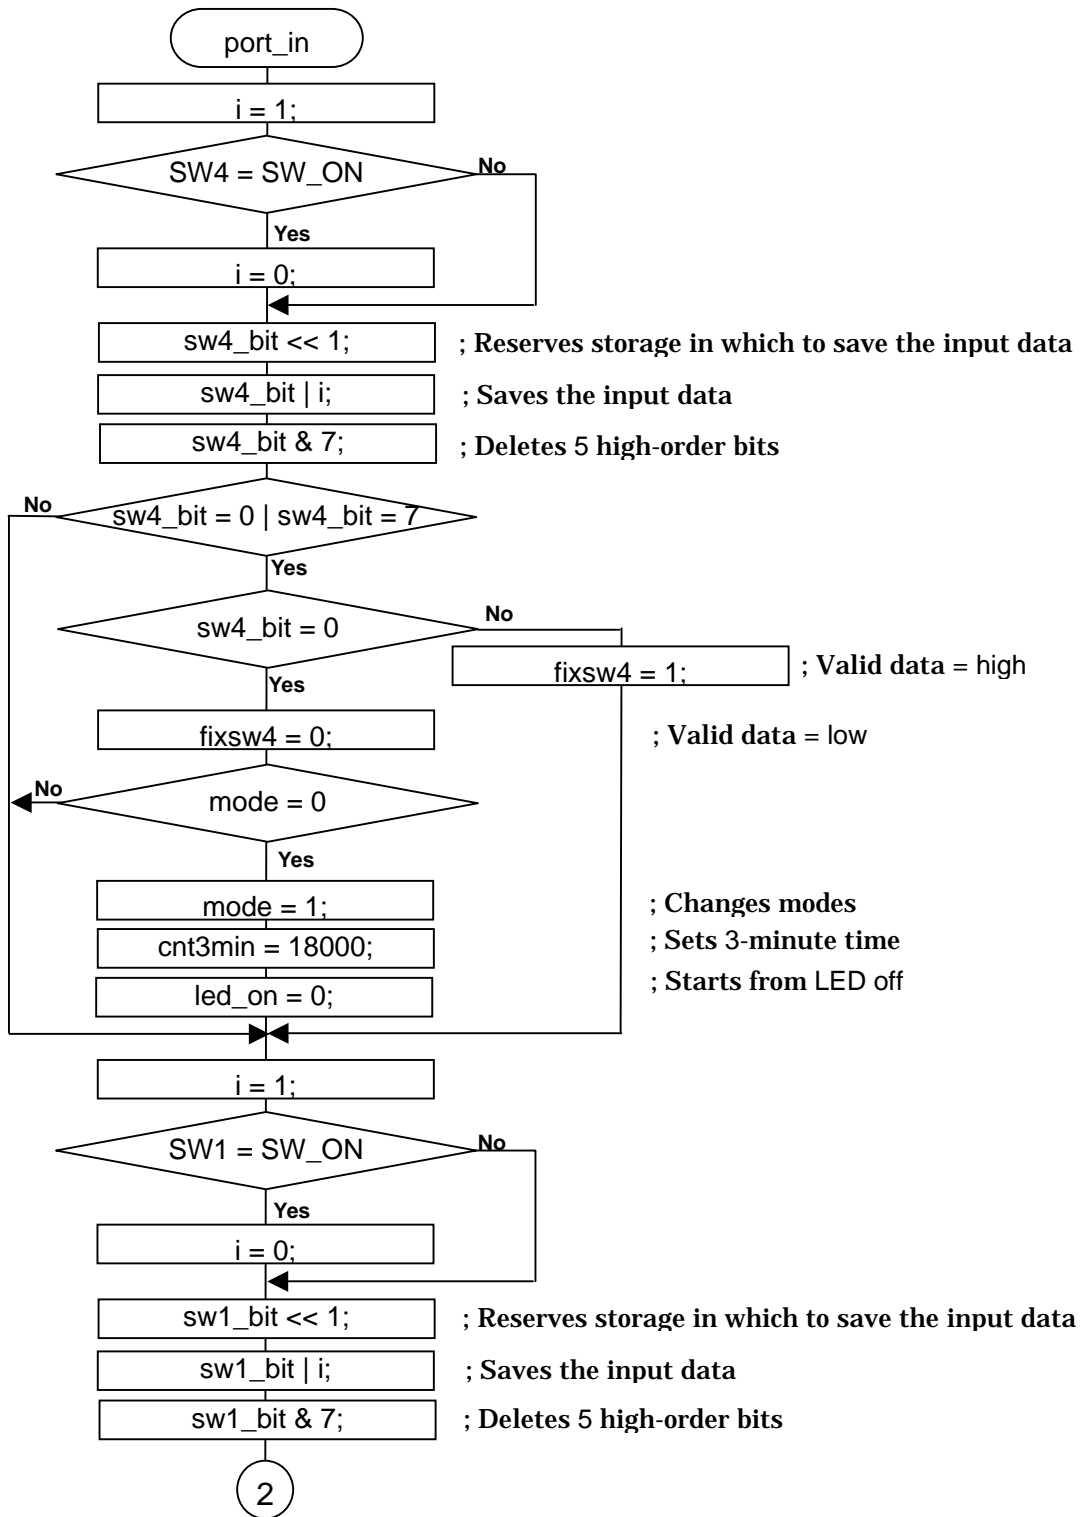 port_in
i = 1;
SW4 = SW_ON
No
Yes
i = 0;
sw4_bit << 1; ; Reserves storage in which to save the input data
sw4_bit | i; ; Saves the input data
sw4_bit & 7; ; Deletes 5 high-order bits
No
sw4_bit = 0 | sw4_bit = 7
Yes
sw4_bit = 0
No
fixsw4 = 1; ; Valid data = high
Yes
fixsw4 = 0; ; Valid data = low
No
mode = 0
Yes
mode = 1; ; Changes modes
cnt3min = 18000; ; Sets 3-minute time
led_on = 0; ; Starts from LED off
i = 1;
SW1 = SW_ON
No
Yes
i = 0;
sw1_bit << 1; ; Reserves storage in which to save the input data
sw1_bit | i; ; Saves the input data
sw1_bit & 7; ; Deletes 5 high-order bits
2